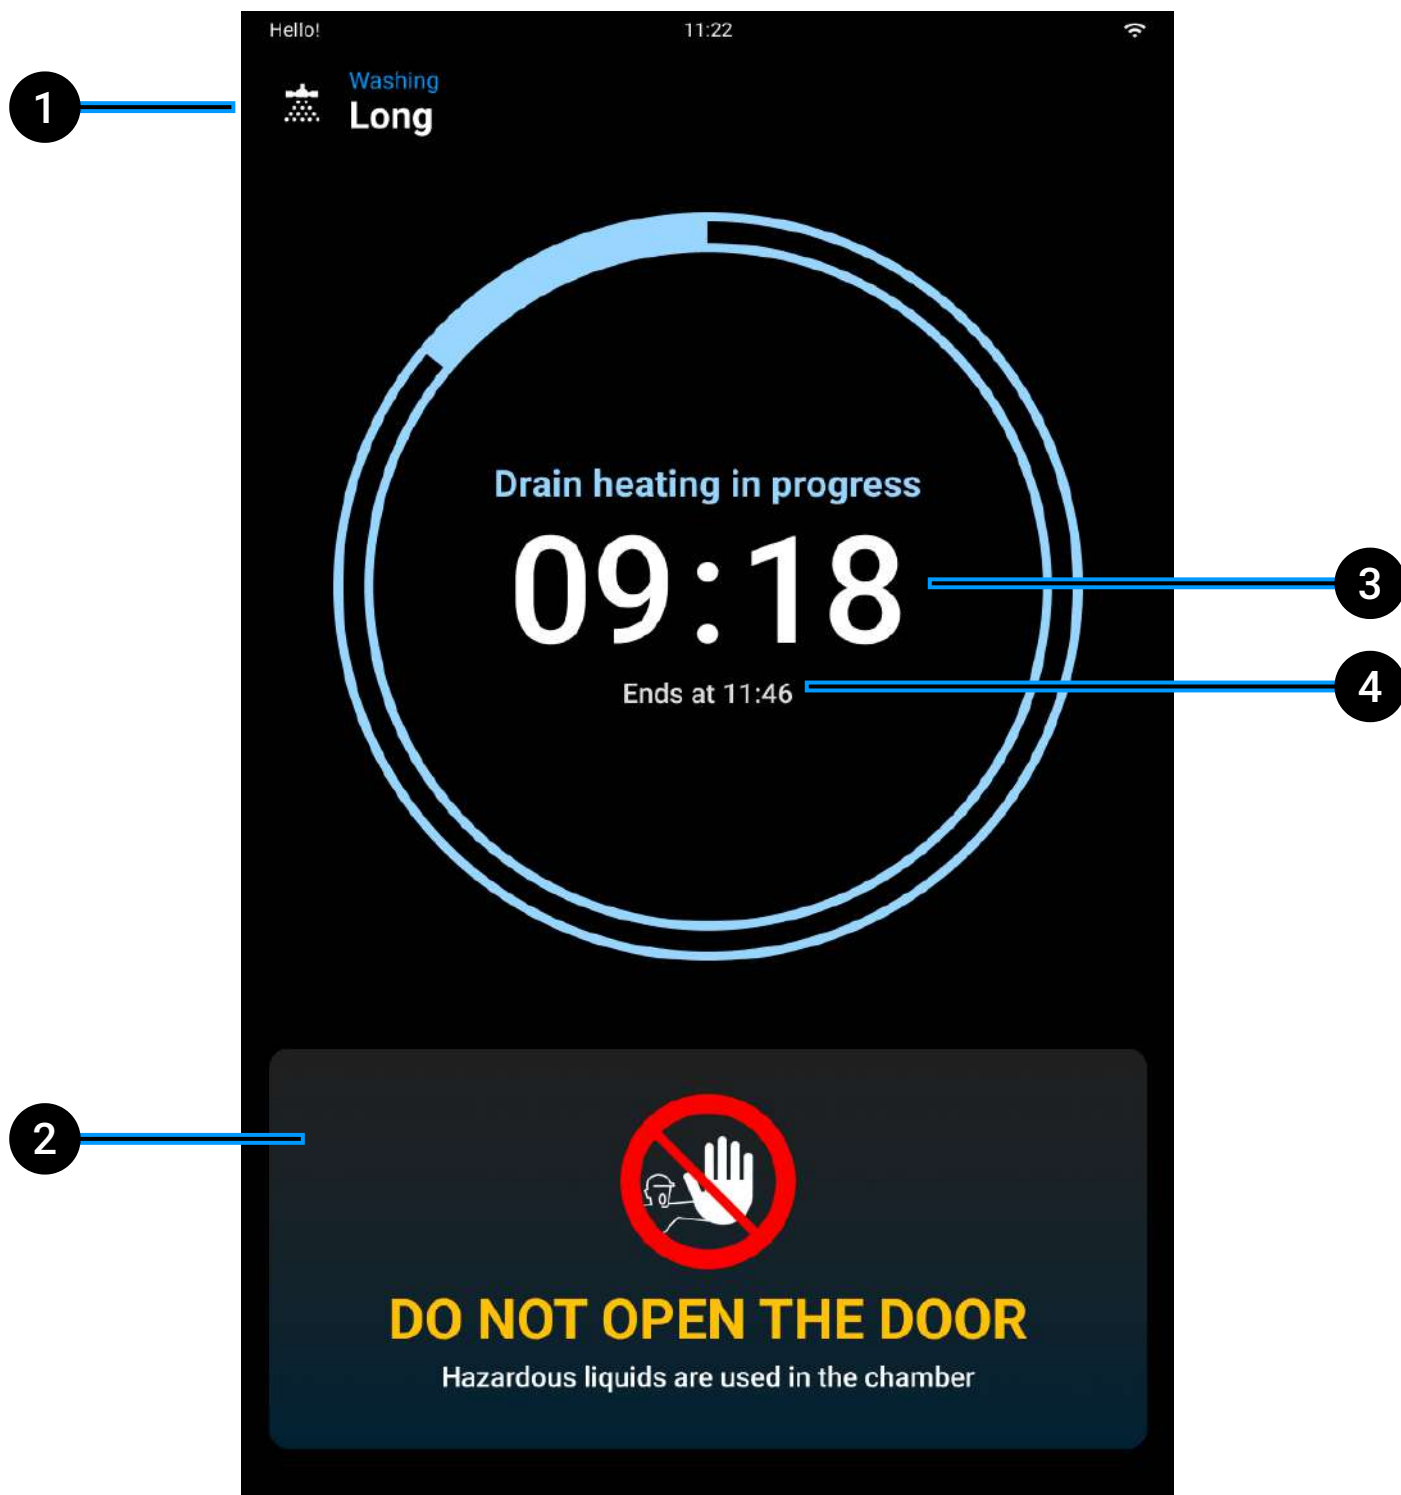 Hello! 11:22
1
Washing
Long
Drain heating in progress
09:18
3
Ends at 11:46
4
2
DO NOT OPEN THE DOOR
Hazardous liquids are used in the chamber